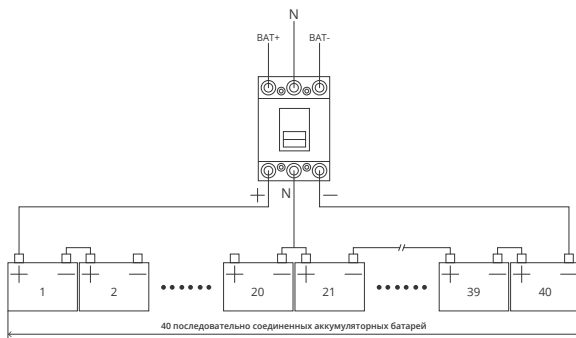 N
BAT+ BAT-
+ N −
+ − + − + − + − + − + −
1 2 20 21 39 40
40 последовательно соединенных аккумуляторных батарей